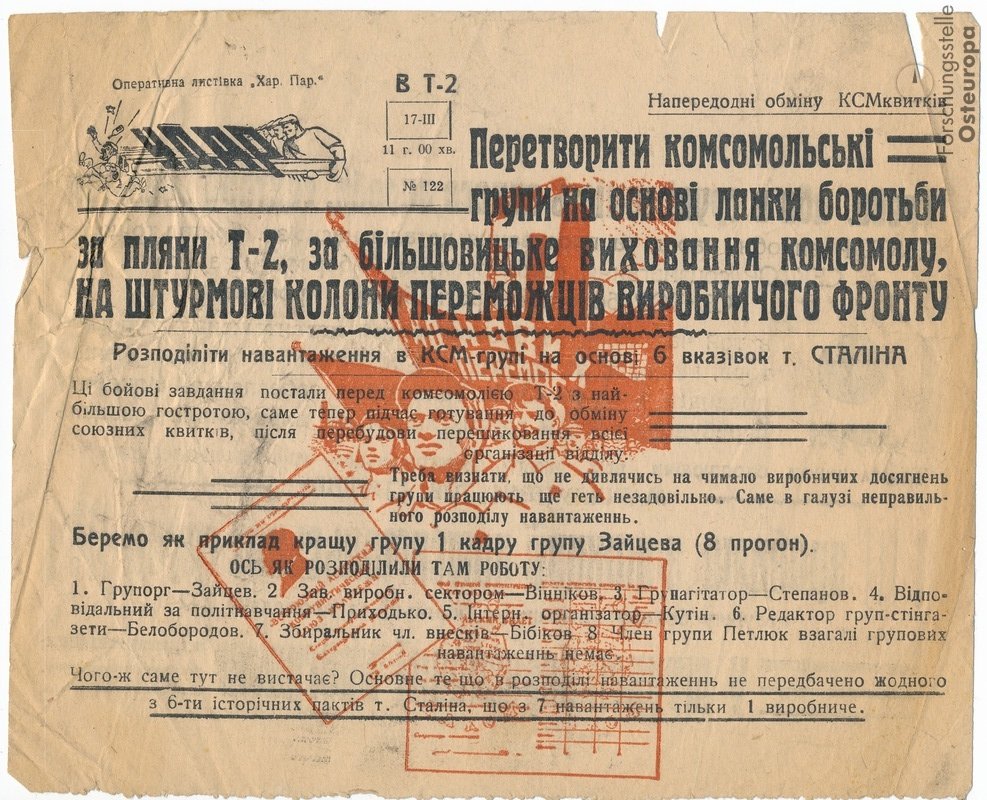 Forschungsstelle
Osteuropa
Оперативна листівка „Хар. Пар.“
В Т-2
17-III
11 г. 00 хв.
№ 122
УДАР
Напередодні обміну КСМквитків
Перетворити комсомольські
групи на основі ланки боротьби
за пляни Т-2, за більшовицьке виховання комсомолу,
НА ШТУРМОВІ КОЛОНИ ПЕРЕМОЖЦІВ ВИРОБНИЧОГО ФРОНТУ
Розподіліти навантаження в КСМ-групі на основі 6 вказівок т. СТАЛІНА
Ці бойові завдання постали перед комсомолією Т-2 з най-
більшою гостротою, саме тепер підчас готування до обміну
союзних квитків, після перебудови
всієї
організації відділу:
Треба визнати, що не дивлячись на чимало виробничих досягнень
групи працюють ще геть незадовільно. Саме в галузі неправиль-
ного розподілу навантаженнь.
Беремо як приклад кращу групу 1 кадру групу Зайцева (8 прогон).
ОСЬ ЯК РОЗПОДІЛИЛИ ТАМ РОБОТУ:
1. Групорг—Зайцев. 2 Зав. виробн. сектором—Вінніков. 3. Групагітатор—Степанов. 4. Відпо-
відальний за політнавчання—Приходько. 5. Інтерн. організатор—Кутін. 6. Редактор груп-стінга-
зети—Белобородов. 7. Збиральник чл. внесків—Бібіков 8. Член групи Петлюк взагалі групових
навантаженнь немає.
Чого-ж саме тут не вистачає? Основне те що в розподілі навантаженнь не передбачено жодного
з 6-ти історічних пактів т. Сталіна, що з 7 навантажень тільки 1 виробниче.